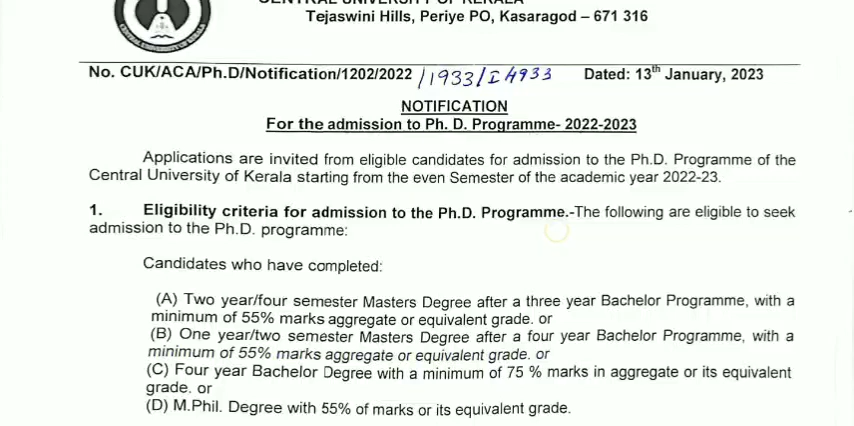 CENTRAL UNIVERSITY OF KERALA
Tejaswini Hills, Periye PO, Kasaragod – 671 316
No. CUK/ACA/Ph.D/Notification/1202/2022 /1933/I 4933 Dated: 13th January, 2023
NOTIFICATION
For the admission to Ph. D. Programme- 2022-2023
Applications are invited from eligible candidates for admission to the Ph.D. Programme of the
Central University of Kerala starting from the even Semester of the academic year 2022-23.
1. Eligibility criteria for admission to the Ph.D. Programme.-The following are eligible to seek
admission to the Ph.D. programme:
Candidates who have completed:
(A) Two year/four semester Masters Degree after a three year Bachelor Programme, with a
minimum of 55% marks aggregate or equivalent grade. or
(B) One year/two semester Masters Degree after a four year Bachelor Programme, with a
minimum of 55% marks aggregate or equivalent grade. or
(C) Four year Bachelor Degree with a minimum of 75 % marks in aggregate or its equivalent
grade. or
(D) M.Phil. Degree with 55% of marks or its equivalent grade.